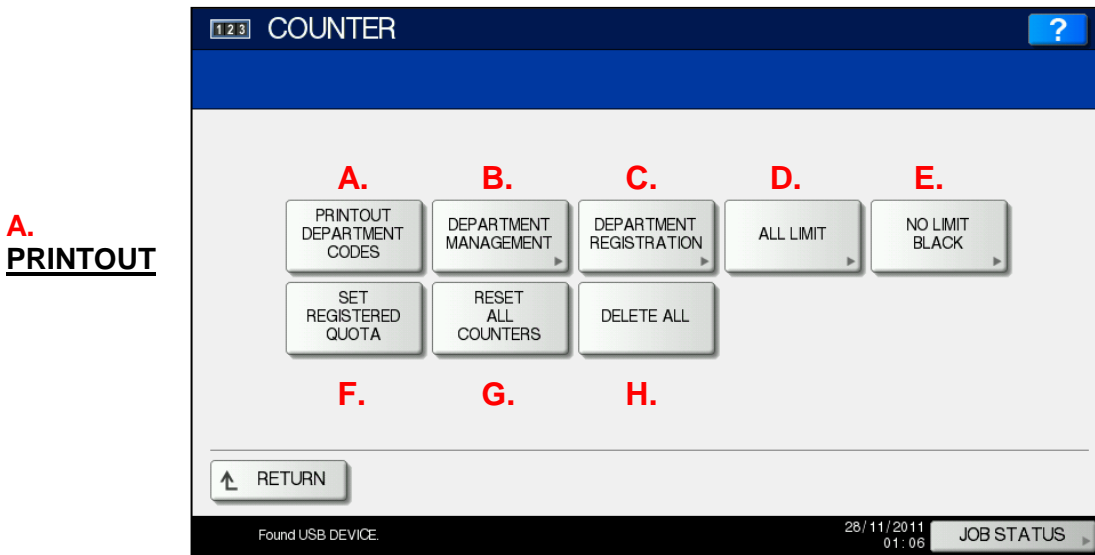 123 COUNTER ?
A. B. C. D. E.
A.
PRINTOUT
PRINTOUT
DEPARTMENT
CODES
DEPARTMENT
MANAGEMENT
DEPARTMENT
REGISTRATION
ALL LIMIT
NO LIMIT
BLACK
SET
REGISTERED
QUOTA
RESET
ALL
COUNTERS
DELETE ALL
F. G. H.
RETURN
Found USB DEVICE.
28/11/2011
01:06
JOB STATUS